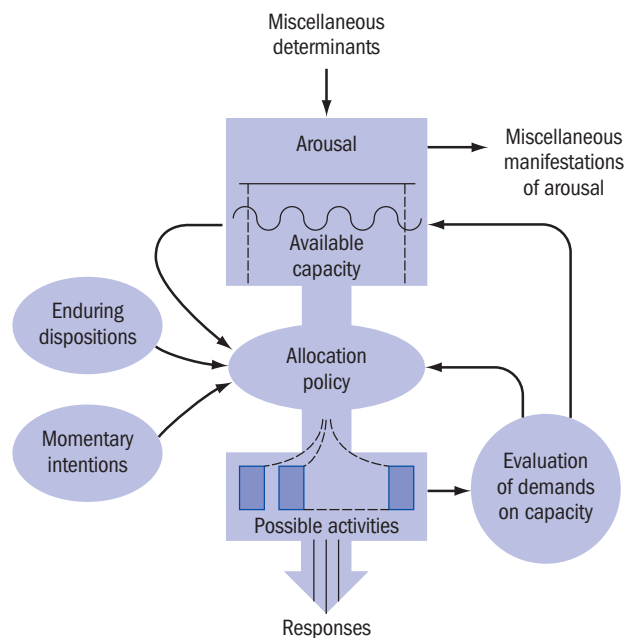 Miscellaneous
determinants
Arousal
Miscellaneous
manifestations
of arousal
Available
capacity
Enduring
dispositions
Allocation
policy
Momentary
intentions
Evaluation
of demands
on capacity
Possible activities
Responses